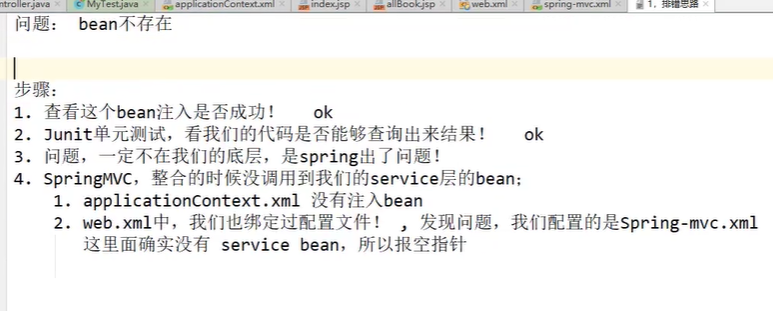 ntroller.java
MyTest.java
applicationContext.xml
index.jsp
allBook.jsp
web.xml
spring-mvc.xml
1、排错思路
问题： bean不存在
步骤：
1. 查看这个bean注入是否成功！ ok
2. Junit单元测试，看我们的代码是否能够查询出来结果！ ok
3. 问题，一定不在我们的底层，是spring出了问题！
4. SpringMVC，整合的时候没调用到我们的service层的bean；
1. applicationContext.xml 没有注入bean
2. web.xml中，我们也绑定过配置文件！ , 发现问题，我们配置的是Spring-mvc.xml
这里面确实没有 service bean，所以报空指针